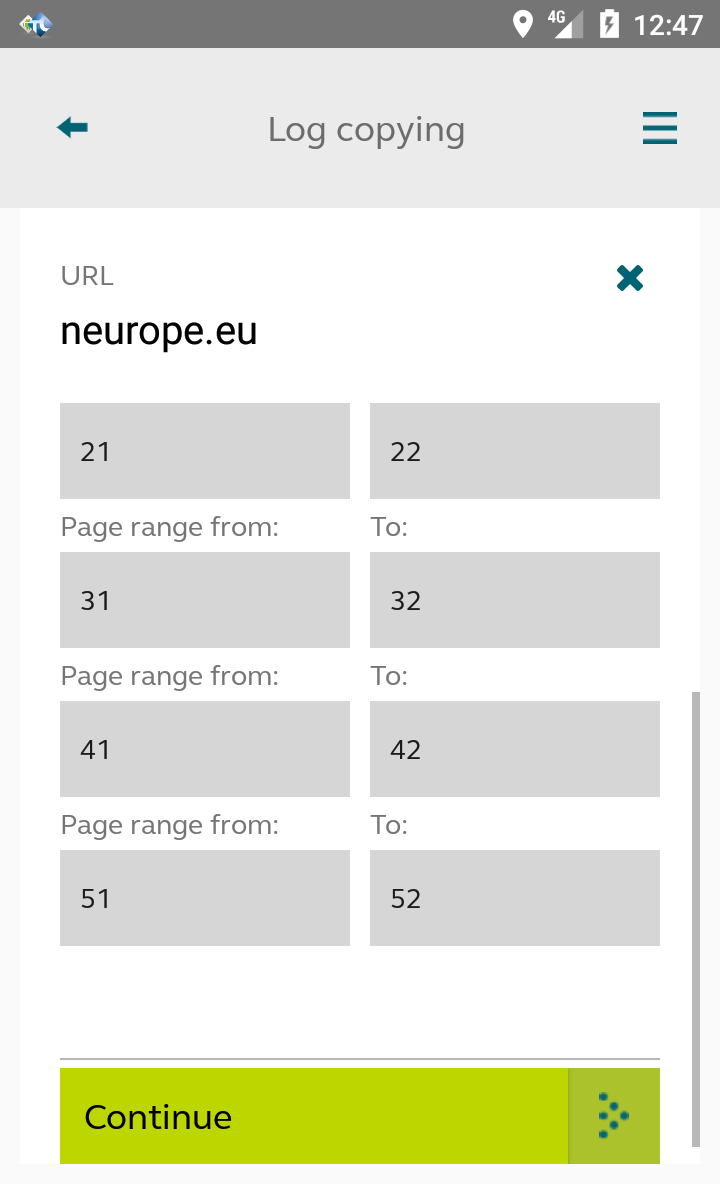 4G 12:47
Log copying
URL
neurope.eu
21 22
Page range from: To:
31 32
Page range from: To:
41 42
Page range from: To:
51 52
Continue